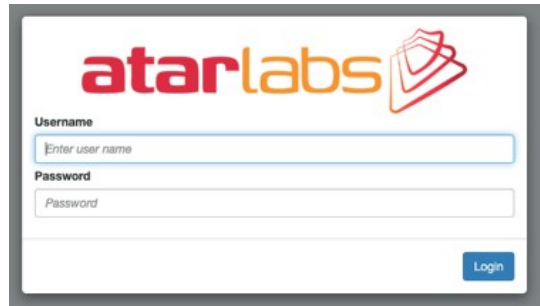 atarlabs
Username
Enter user name
Password
Password
Login